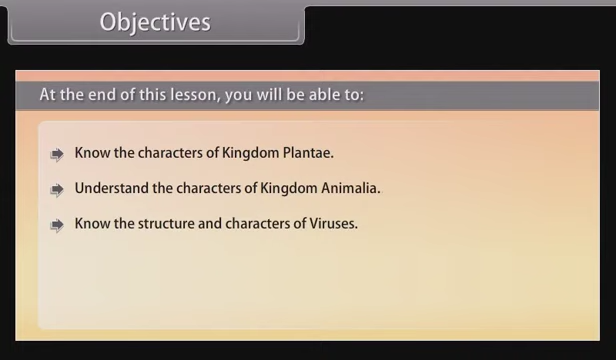 Objectives
At the end of this lesson, you will be able to:
Know the characters of Kingdom Plantae.
Understand the characters of Kingdom Animalia.
Know the structure and characters of Viruses.